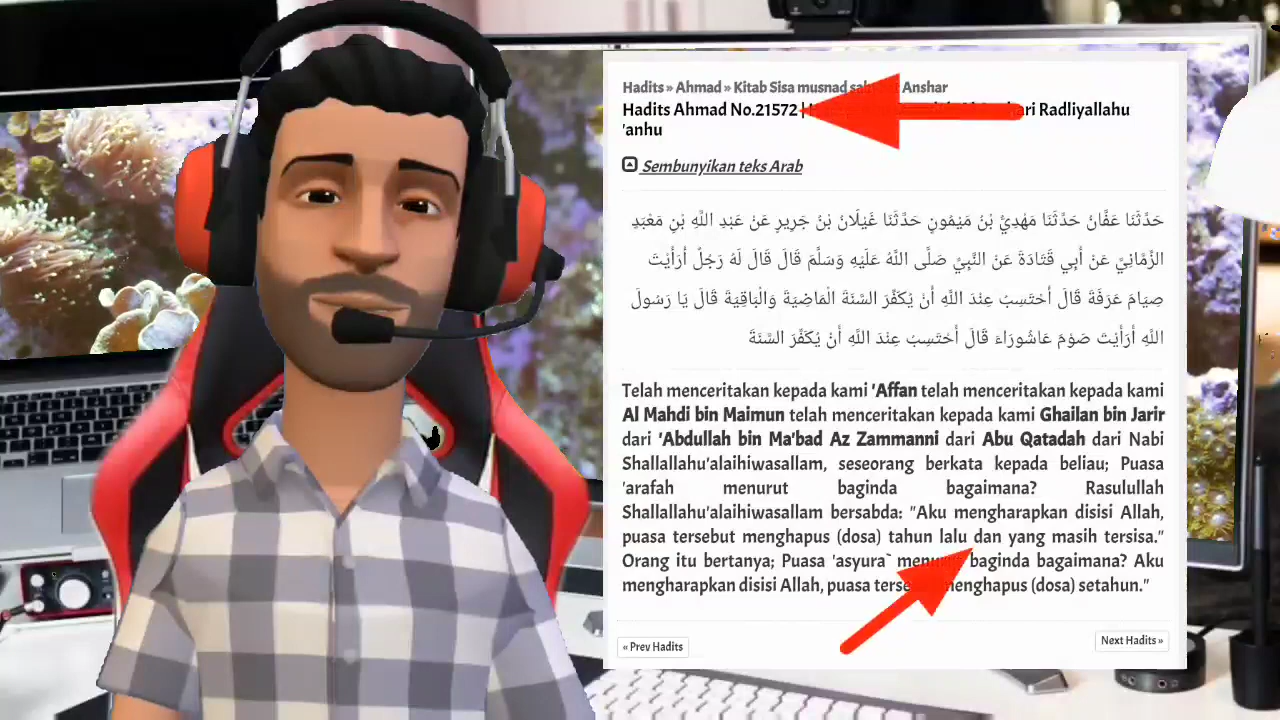 Hadits » Ahmad » Kitab Sisa musnad Anshar
Hadits Ahmad No.21572 | Radliyallahu
'anhu
Sembunyikan teks Arab
حَدَّثَنَا عَفَّانُ حَدَّثَنَا مَهْدِيُّ بْنُ مَيْمُونٍ حَدَّثَنَا غَيْلَانُ بْنُ جَرِيرٍ عَنْ عَبْدِ اللَّهِ بْنِ مَعْبَدٍ
الزِّمَّانِيِّ عَنْ أَبِي قَتَادَةَ عَنْ النَّبِيِّ صَلَّى اللَّهُ عَلَيْهِ وَسَلَّمَ قَالَ قَالَ لَهُ رَجُلٌ أَرَأَيْتَ
صِيَامَ عَرَفَةَ قَالَ أَحْتَسِبُ عِنْدَ اللَّهِ أَنْ يُكَفِّرَ السَّنَةَ الْمَاضِيَةَ وَالْبَاقِيَةَ قَالَ يَا رَسُولَ
اللَّهِ أَرَأَيْتَ صَوْمَ عَاشُورَاءَ قَالَ أَحْتَسِبُ عِنْدَ اللَّهِ أَنْ يُكَفِّرَ السَّنَةَ
Telah menceritakan kepada kami 'Affan telah menceritakan kepada kami
Al Mahdi bin Maimun telah menceritakan kepada kami Ghailan bin Jarir
dari 'Abdullah bin Ma'bad Az Zammanni dari Abu Qatadah dari Nabi
Shallallahu'alaihiwasallam, seseorang berkata kepada beliau; Puasa
'arafah menurut baginda bagaimana? Rasulullah
Shallallahu'alaihiwasallam bersabda: "Aku mengharapkan disisi Allah,
puasa tersebut menghapus (dosa) tahun lalu dan yang masih tersisa."
Orang itu bertanya; Puasa 'asyura` menurut baginda bagaimana? Aku
mengharapkan disisi Allah, puasa tersebut menghapus (dosa) setahun."
« Prev Hadits
Next Hadits »